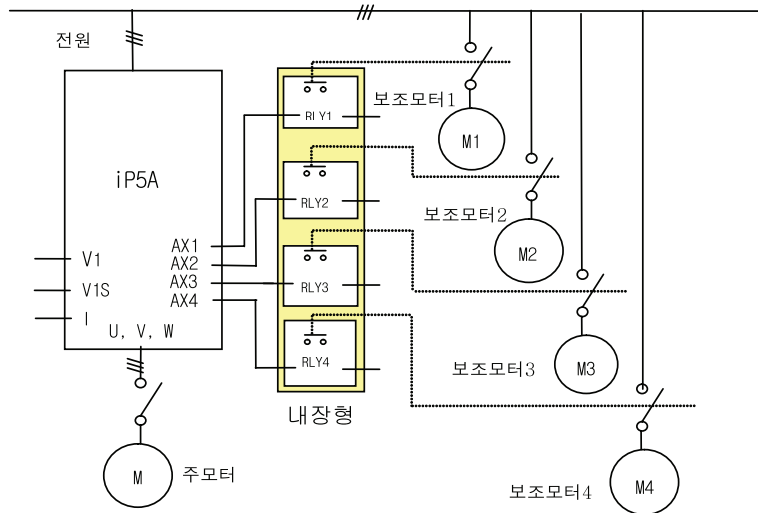 전원
iP5A
V1
V1S
I
AX1
AX2
AX3
AX4
U, V, W
RLY1
RLY2
RLY3
RLY4
내장형
M
주모터
보조모터1
M1
보조모터2
M2
보조모터3
M3
보조모터4
M4